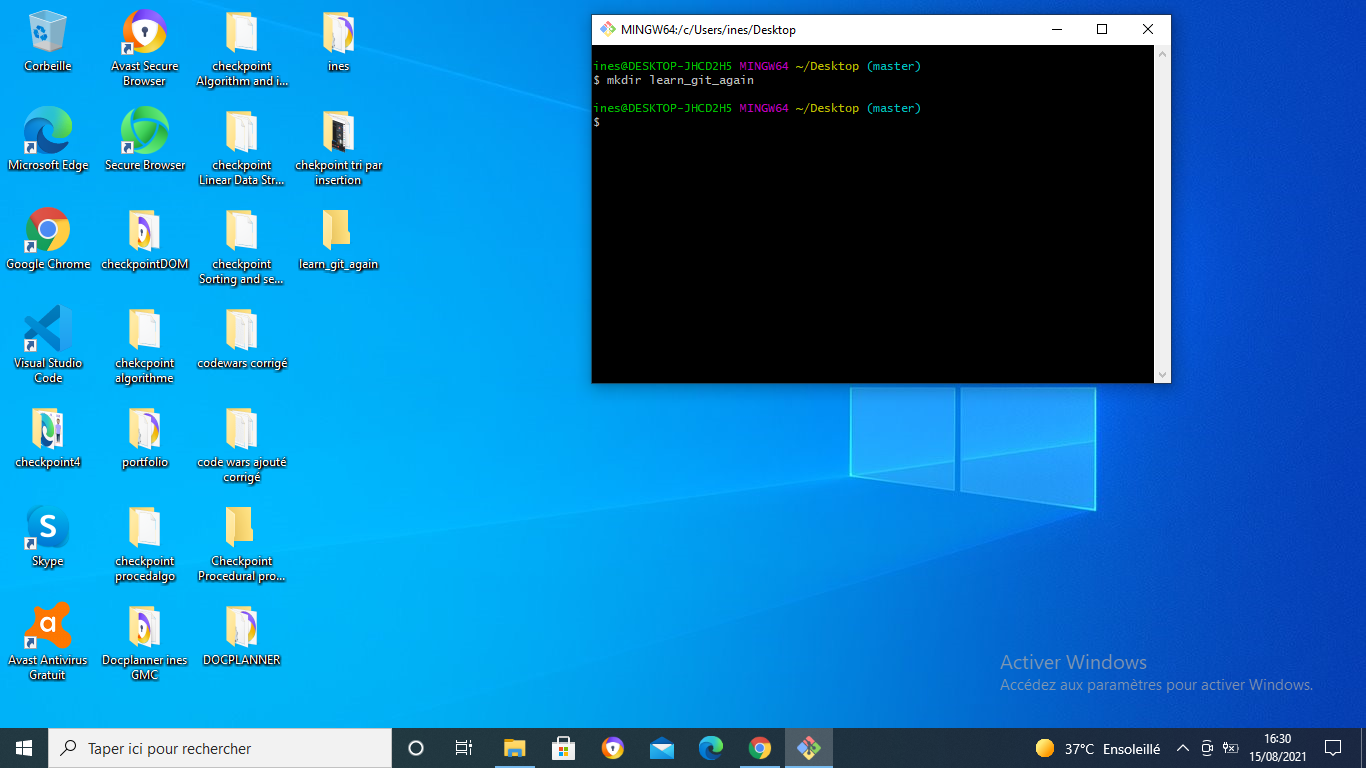 Corbeille
Avast Secure
Browser
checkpoint
Algorithm and i...
ines
Microsoft Edge
Secure Browser
checkpoint
Linear Data Str...
chekpoint tri par
insertion
Google Chrome
checkpointDOM
checkpoint
Sorting and se...
learn_git_again
Visual Studio
Code
chekcpoint
algorithme
codewars corrigé
checkpoint4
portfolio
code wars ajouté
corrigé
Skype
checkpoint
procedalgo
Checkpoint
Procedural pro...
Avast Antivirus
Gratuit
Docplanner ines
GMC
DOCPLANNER
MINGW64:/c/Users/ines/Desktop
ines@DESKTOP-JHCD2H5 MINGW64 ~/Desktop (master)
$ mkdir learn_git_again
ines@DESKTOP-JHCD2H5 MINGW64 ~/Desktop (master)
$
Activer Windows
Accédez aux paramètres pour activer Windows.
Taper ici pour rechercher
37°C Ensoleillé
16:30
15/08/2021